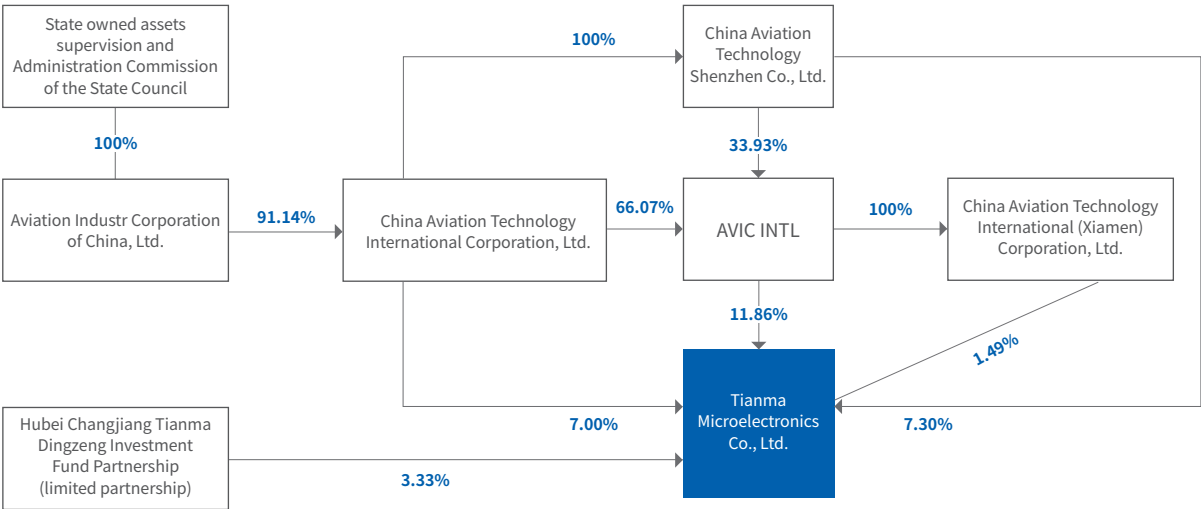 State owned assets
supervision and
Administration Commission
of the State Council
100%
China Aviation
Technology
Shenzhen Co., Ltd.
100%
33.93%
Aviation Industr Corporation
of China, Ltd.
91.14%
China Aviation Technology
International Corporation, Ltd.
66.07%
AVIC INTL
100%
China Aviation Technology
International (Xiamen)
Corporation, Ltd.
11.86%
1.49%
Hubei Changjiang Tianma
Dingzeng Investment
Fund Partnership
(limited partnership)
3.33%
7.00%
Tianma
Microelectronics
Co., Ltd.
7.30%